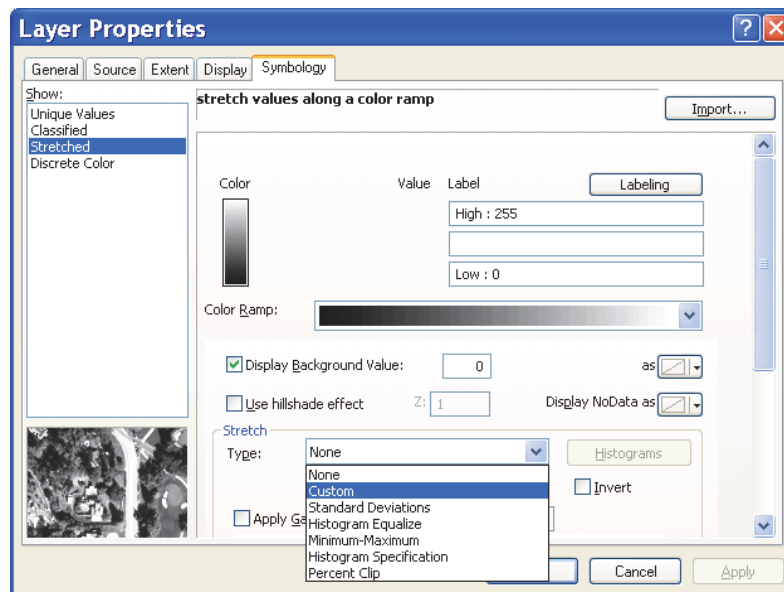 Layer Properties
General Source Extent Display Symbology
Show:
Unique Values
Classified
Stretched
Discrete Color
stretch values along a color ramp
Import...
Color Value Label Labeling
High : 255
Low : 0
Color Ramp:
Display Background Value: 0 as
Use hillshade effect Z: 1 Display NoData as
Stretch
Type: None Histograms
None
Custom
Standard Deviations
Histogram Equalize
Minimum-Maximum
Histogram Specification
Percent Clip
Invert
Apply
Cancel Apply